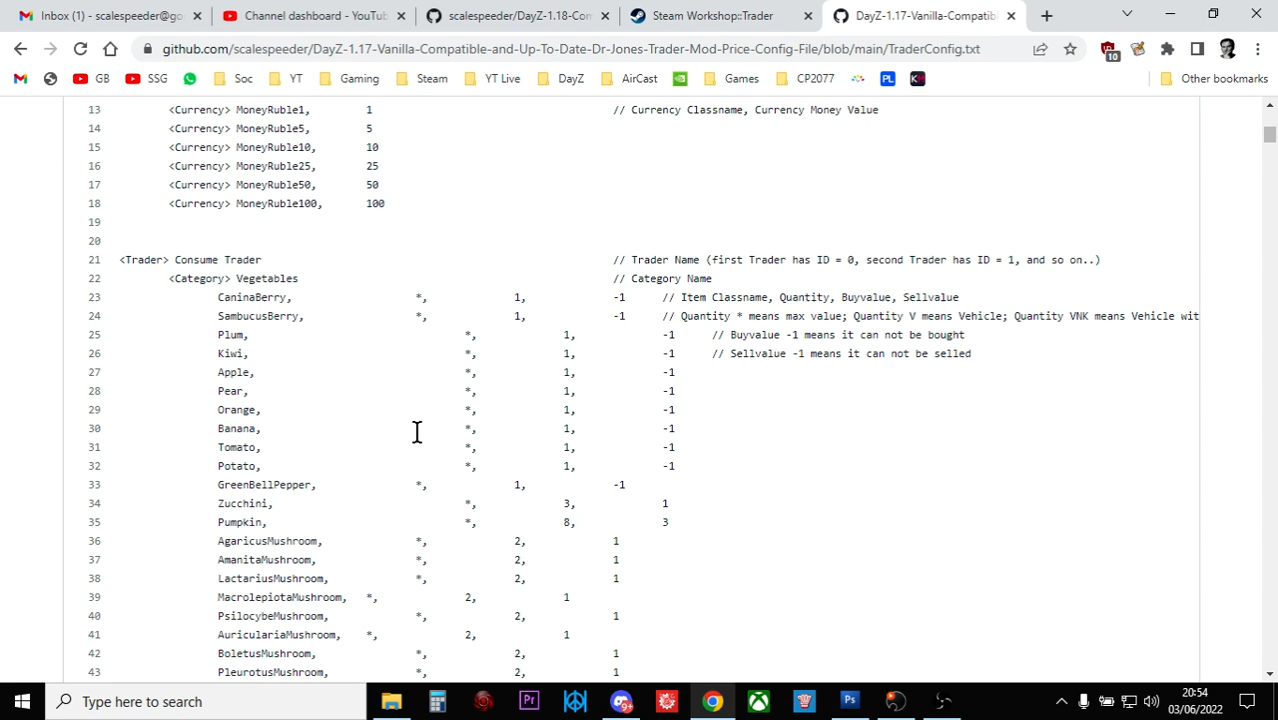 Inbox (1) - scalespeeder@go
Channel dashboard - YouTu
scalespeeder/DayZ-1.18-Com
Steam Workshop::Trader
DayZ-1.17-Vanilla-Compatib
github.com/scalespeeder/DayZ-1.17-Vanilla-Compatible-and-Up-To-Date-Dr-Jones-Trader-Mod-Price-Config-File/blob/main/TraderConfig.txt
10
GB SSG Soc YT Gaming Steam YT Live DayZ AirCast Games CP2077 PL Other bookmarks
13 <Currency> MoneyRuble1, 1 // Currency Classname, Currency Money Value
14 <Currency> MoneyRuble5, 5
15 <Currency> MoneyRuble10, 10
16 <Currency> MoneyRuble25, 25
17 <Currency> MoneyRuble50, 50
18 <Currency> MoneyRuble100, 100
19
20
21 <Trader> Consume Trader // Trader Name (first Trader has ID = 0, second Trader has ID = 1, and so on..)
22 <Category> Vegetables // Category Name
23 CaninaBerry, *, 1, -1 // Item Classname, Quantity, Buyvalue, Sellvalue
24 SambucusBerry, *, 1, -1 // Quantity * means max value; Quantity V means Vehicle; Quantity VNK means Vehicle wit
25 Plum, *, 1, -1 // Buyvalue -1 means it can not be bought
26 Kiwi, *, 1, -1 // Sellvalue -1 means it can not be selled
27 Apple, *, 1, -1
28 Pear, *, 1, -1
29 Orange, *, 1, -1
30 Banana, *, 1, -1
31 Tomato, *, 1, -1
32 Potato, *, 1, -1
33 GreenBellPepper, *, 1, -1
34 Zucchini, *, 3, 1
35 Pumpkin, *, 8, 3
36 AgaricusMushroom, *, 2, 1
37 AmanitaMushroom, *, 2, 1
38 LactariusMushroom, *, 2, 1
39 MacrolepiotaMushroom, *, 2, 1
40 PsilocybeMushroom, *, 2, 1
41 AuriculariaMushroom, *, 2, 1
42 BoletusMushroom, *, 2, 1
43 PleurotusMushroom, *, 2, 1
Type here to search
Pr
9+
Ps
20:54
03/06/2022